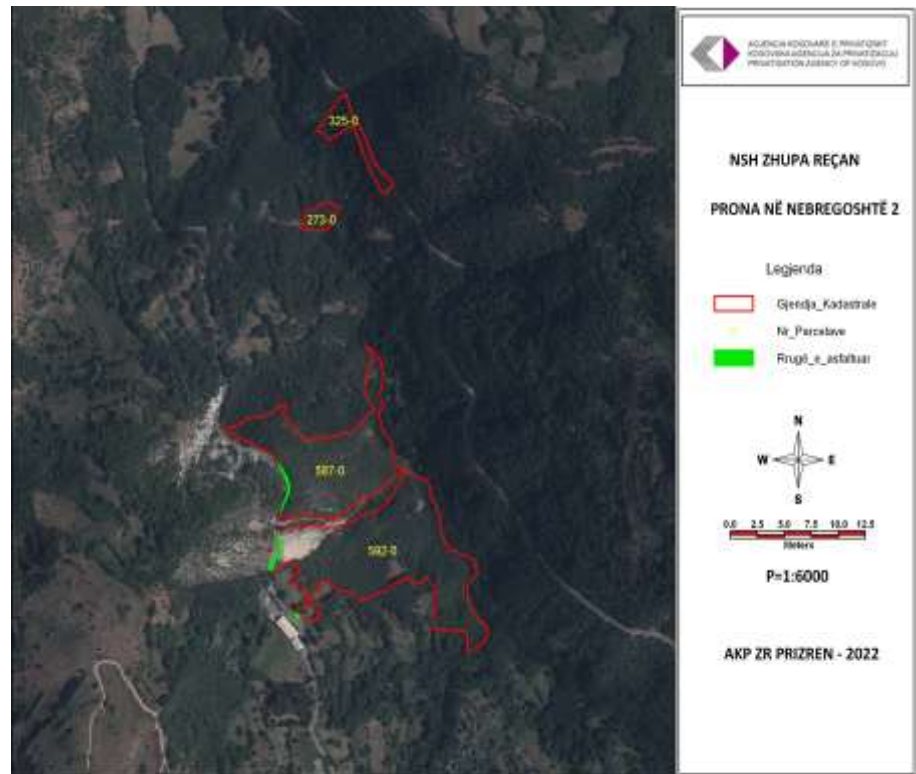 325-0
273-0
587-0
592-0
AGJENCIA KOSOVARE E PRIVATIZIMIT
KOSOVSKA AGENCIJA ZA PRIVATIZACIJU
PRIVATISATION AGENCY OF KOSOVO
NSH ZHUPA REÇAN
PRONA NË NEBREGOSHTË 2
Legjenda
Gjendja_Kadastrale
Nr_Parcelave
Rrugë_e_asfaltuar
N
W E
S
0.0 2.5 5.0 7.5 10.0 12.5
Meters
P=1:6000
AKP ZR PRIZREN - 2022